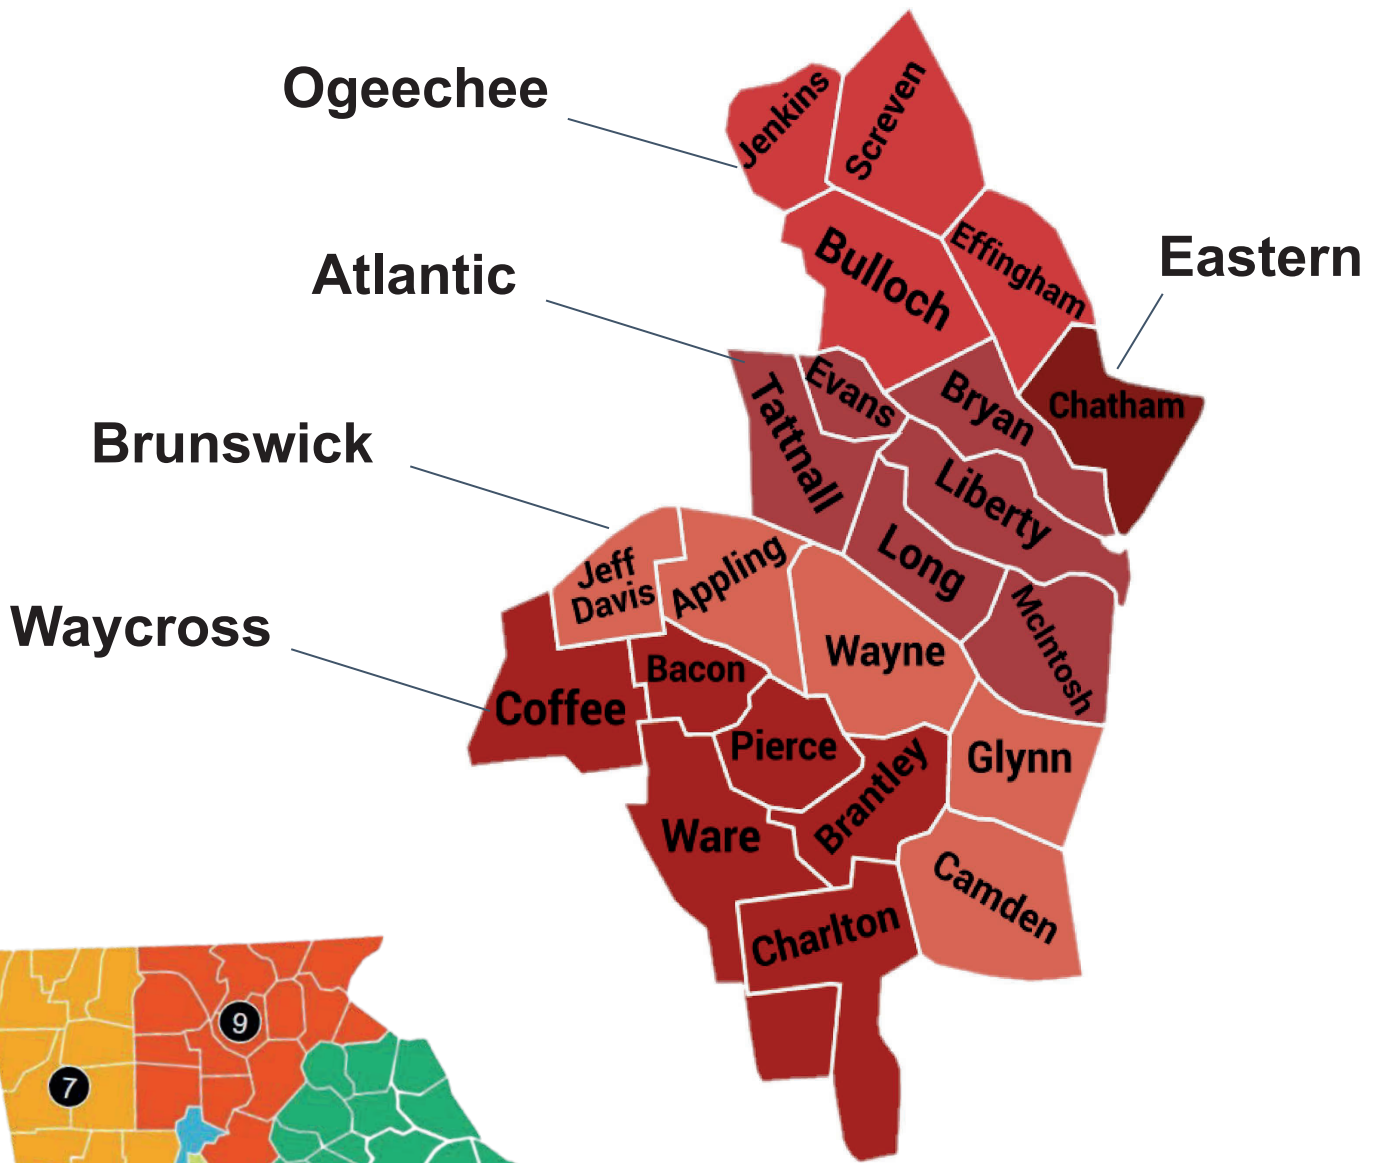 Ogeechee
Jenkins
Screven
Bulloch
Effingham
Eastern
Atlantic
Tattnall
Evans
Bryan
Chatham
Liberty
Long
McIntosh
Brunswick
Jeff
Davis
Appling
Wayne
Waycross
Coffee
Bacon
Pierce
Glynn
Ware
Brantley
Camden
Charlton
9
7